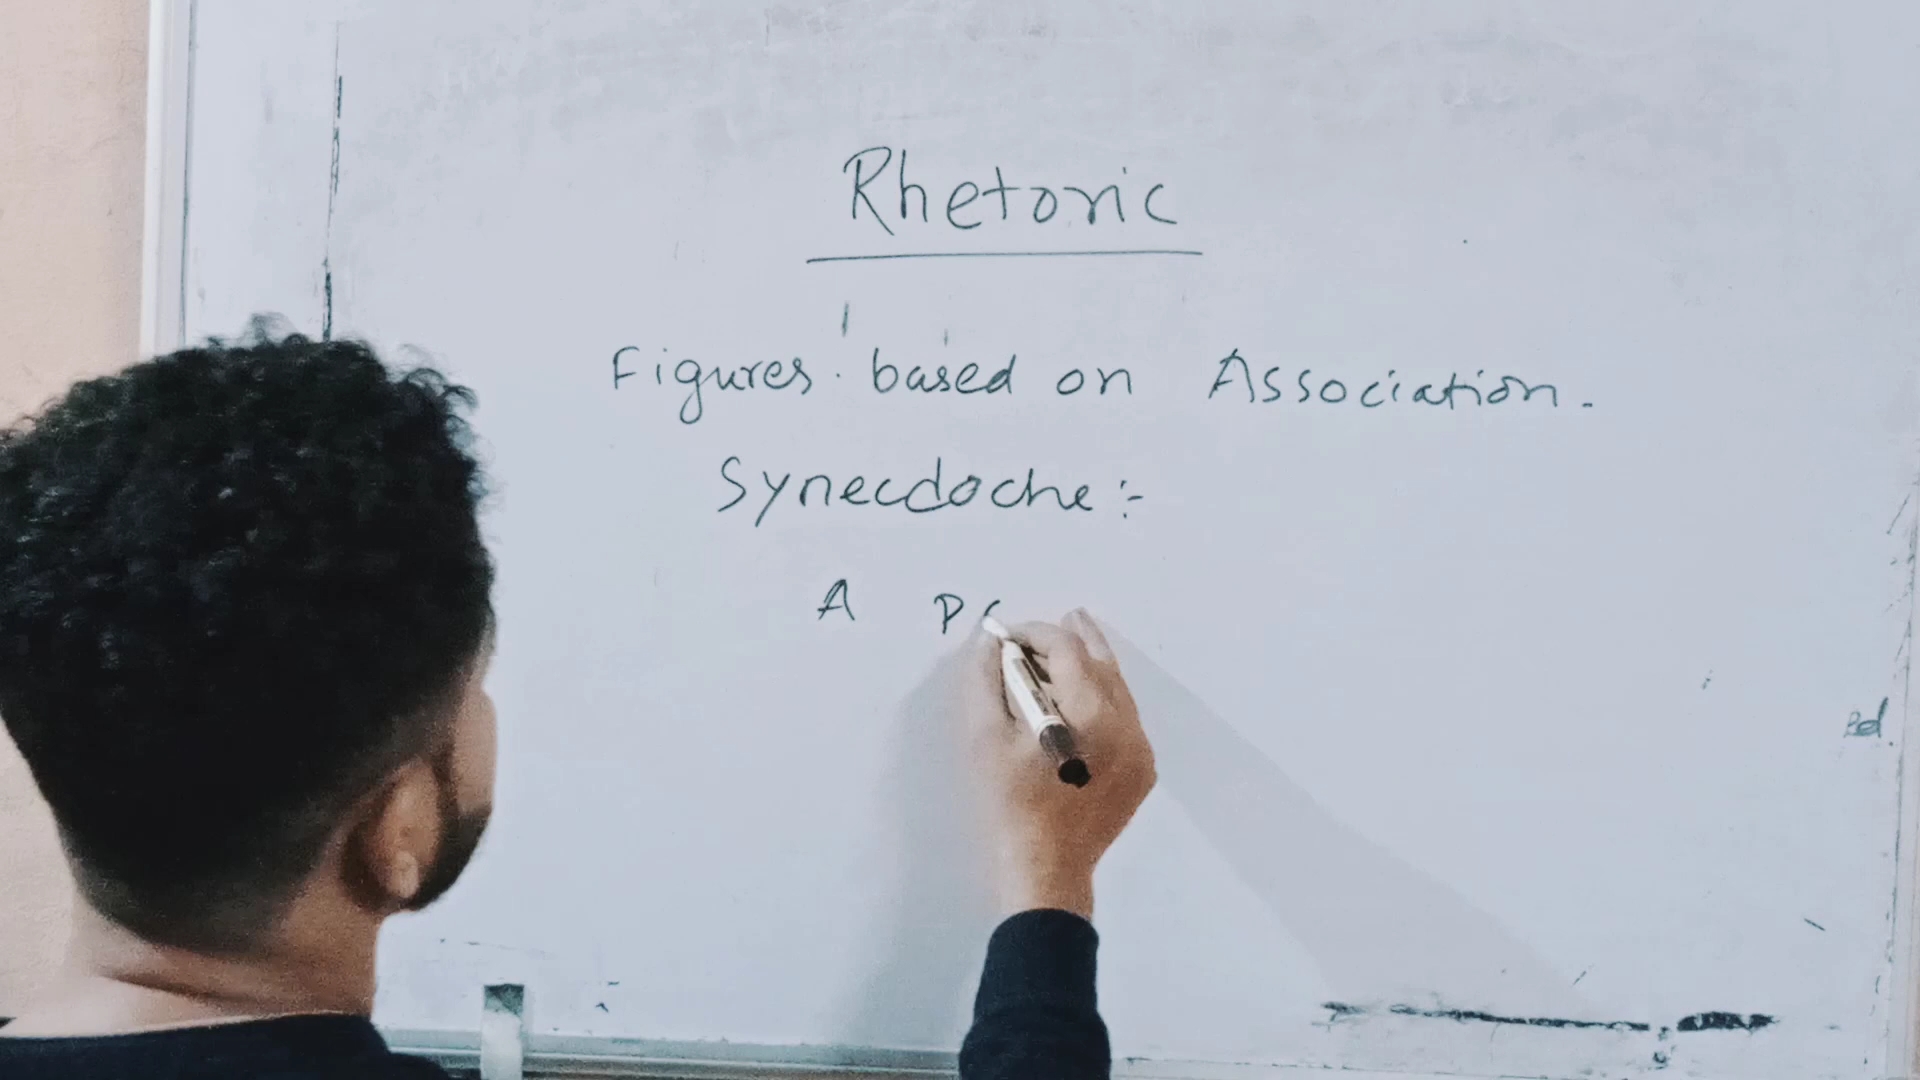 Rhetoric
Figures based on Association.
Synecdoche:-
A P